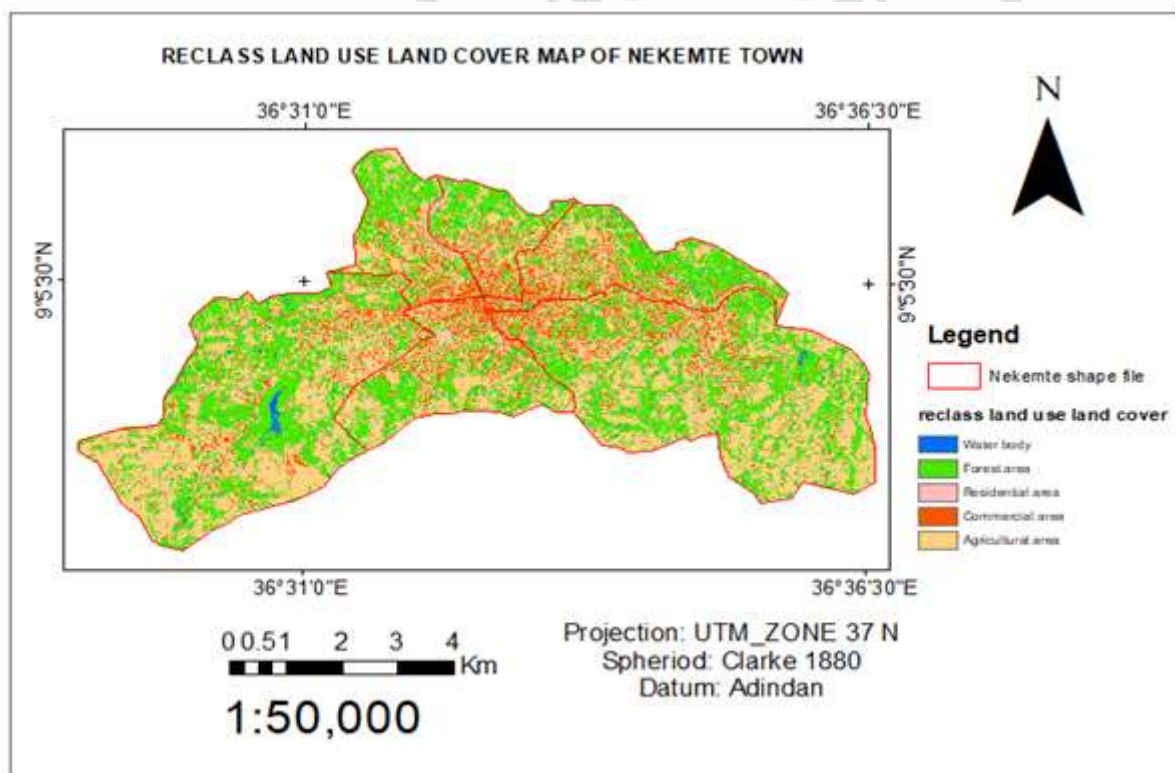 RECLASS LAND USE LAND COVER MAP OF NEKEMTE TOWN
36°31'0"E
36°36'30"E
N
9°5'30"N
9°5'30"N
Legend
Nekemte shape file
reclass land use land cover
Water body
Forest area
Residential area
Commercial area
Agricultural area
36°31'0"E
36°36'30"E
0 0.5 1 2 3 4
Km
1:50,000
Projection: UTM_ZONE 37 N
Spheriod: Clarke 1880
Datum: Adindan